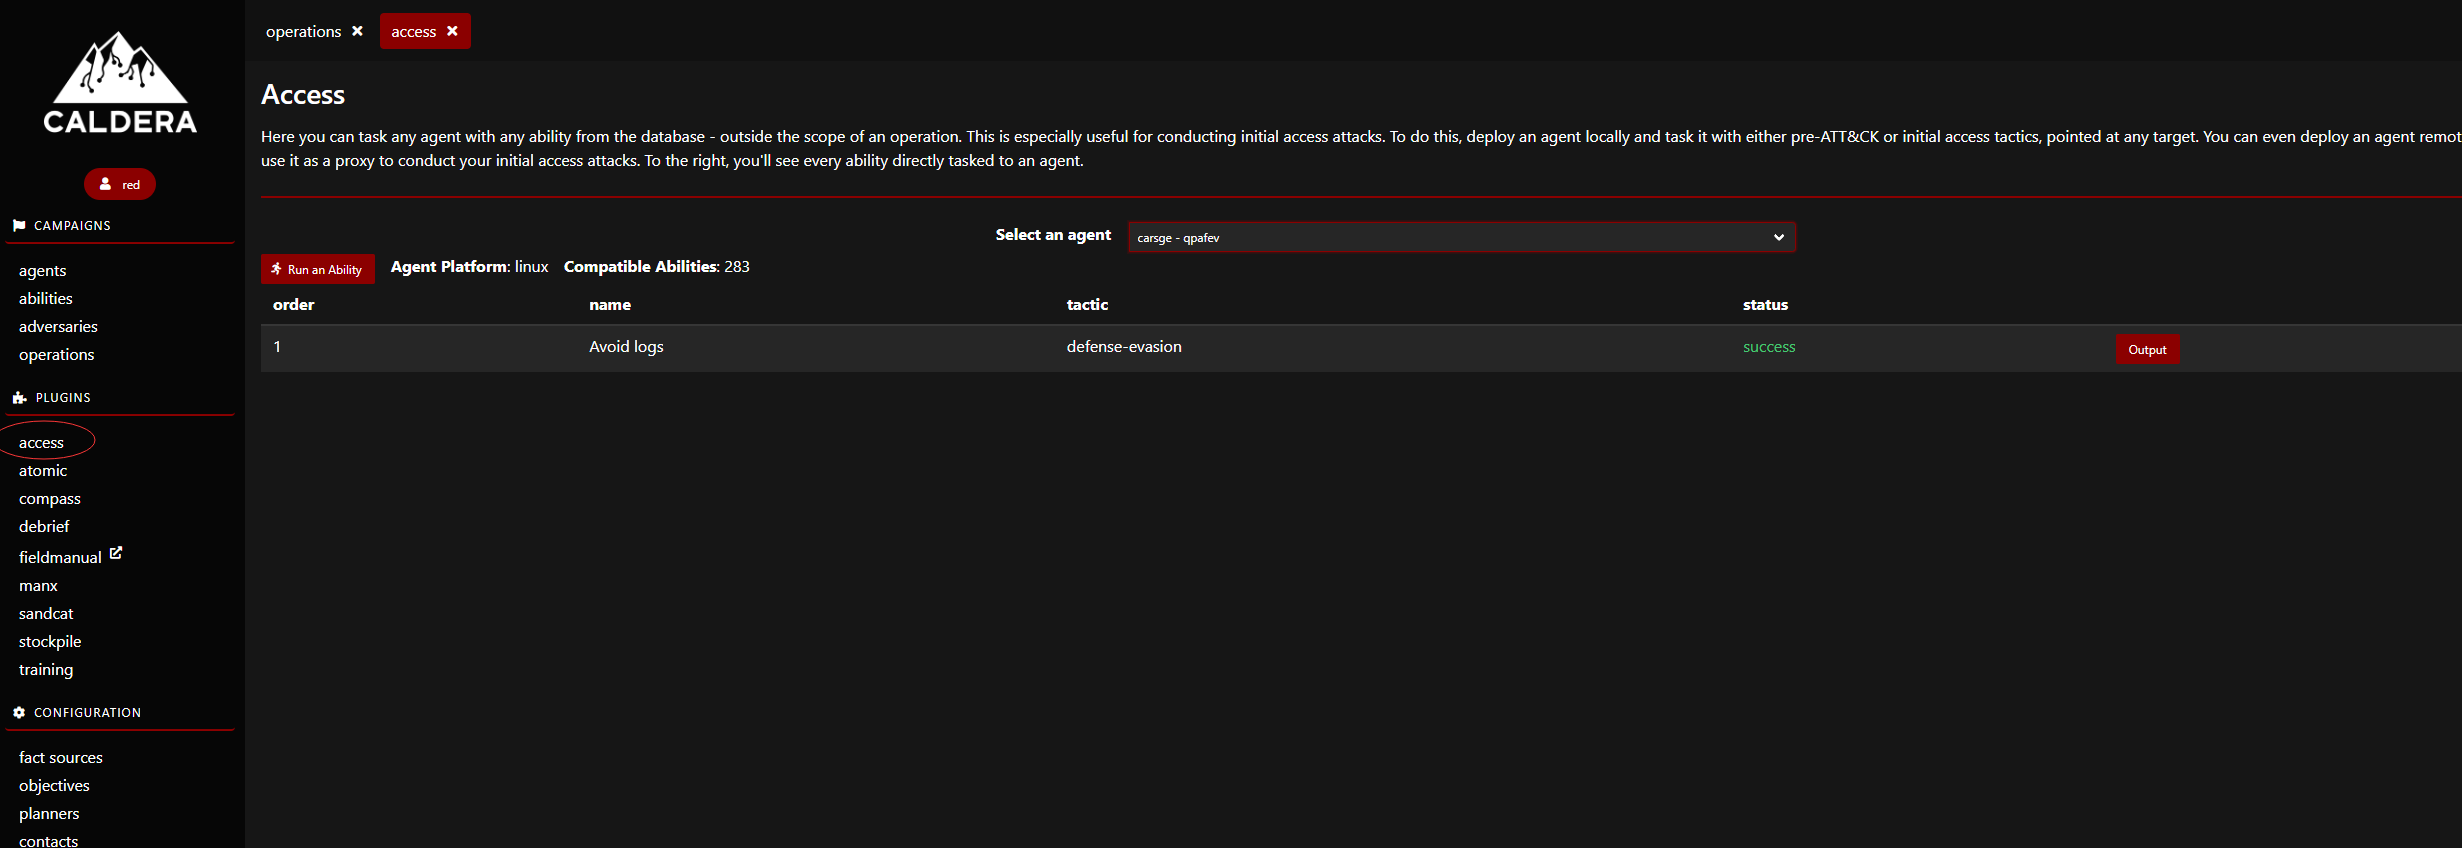 CALDERA
red
CAMPAIGNS
agents
abilities
adversaries
operations
PLUGINS
access
atomic
compass
debrief
fieldmanual
manx
sandcat
stockpile
training
CONFIGURATION
fact sources
objectives
planners
contacts
operations access
Access
Here you can task any agent with any ability from the database - outside the scope of an operation. This is especially useful for conducting initial access attacks. To do this, deploy an agent locally and task it with either pre-ATT&CK or initial access tactics, pointed at any target. You can even deploy an agent remot
use it as a proxy to conduct your initial access attacks. To the right, you'll see every ability directly tasked to an agent.
Select an agent carsge - qpafev
Run an Ability Agent Platform: linux Compatible Abilities: 283
order name tactic status
1 Avoid logs defense-evasion success Output